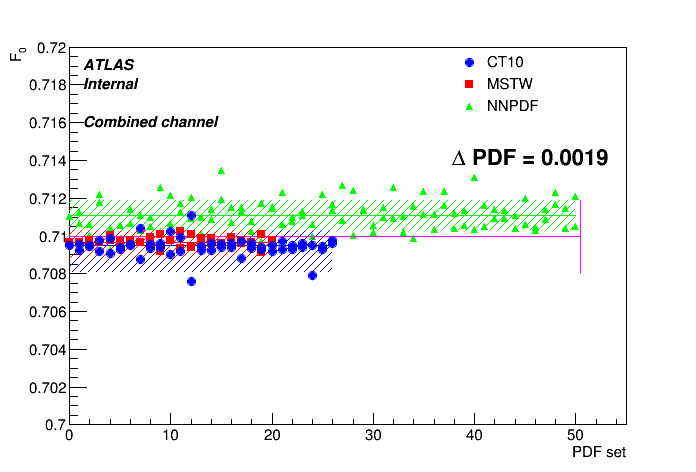 F0
0.72
0.718
0.716
0.714
0.712
0.71
0.708
0.706
0.704
0.702
0.7
ATLAS
Internal
Combined channel
CT10
MSTW
NNPDF
Δ PDF = 0.0019
0 10 20 30 40 50
PDF set